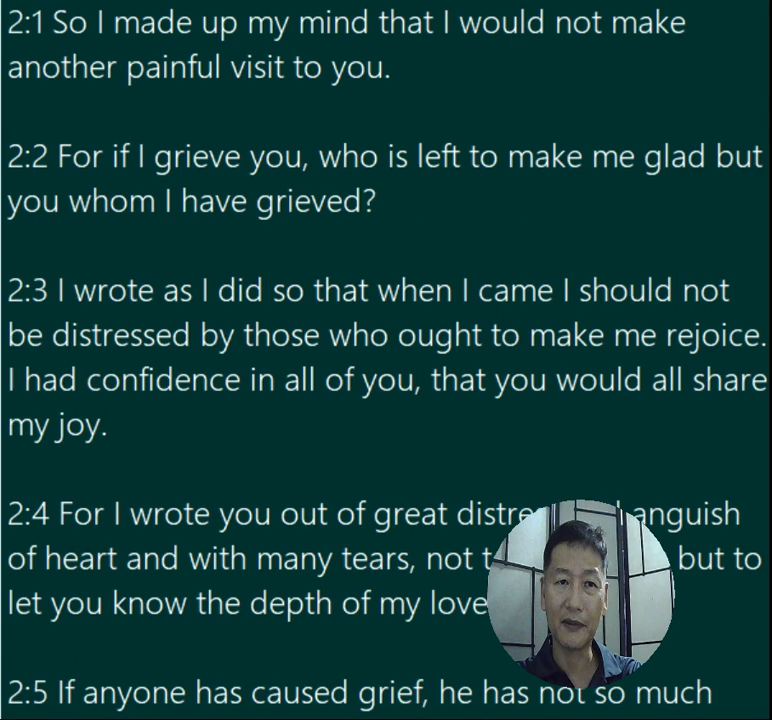 2:1 So I made up my mind that I would not make
another painful visit to you.
2:2 For if I grieve you, who is left to make me glad but
you whom I have grieved?
2:3 I wrote as I did so that when I came I should not
be distressed by those who ought to make me rejoice.
I had confidence in all of you, that you would all share
my joy.
2:4 For I wrote you out of great anguish
of heart and with many tears, not but to
let you know the depth of my love
2:5 If anyone has caused grief, he has not so much